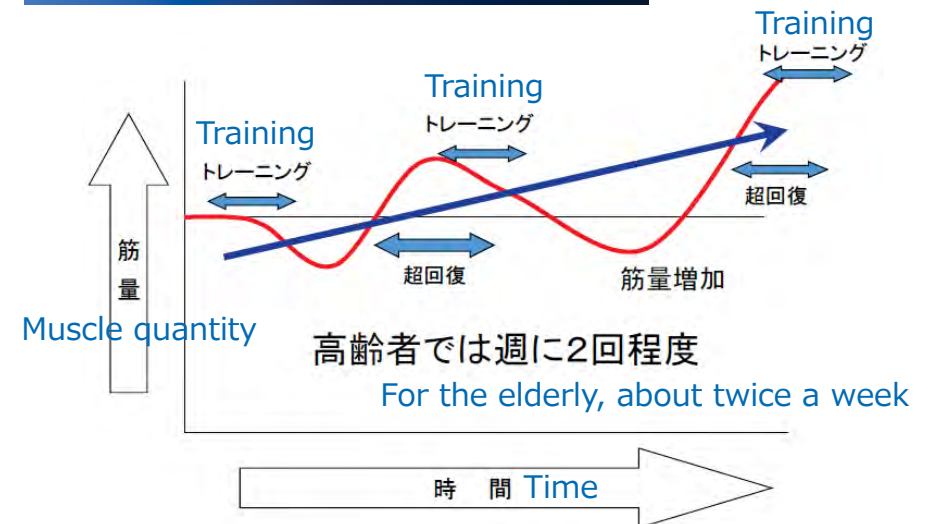 Training
トレーニング
Training
トレーニング
Training
トレーニング
超回復
超回復
筋量増加
筋量
Muscle quantity
高齢者では週に2回程度
For the elderly, about twice a week
時 間 Time